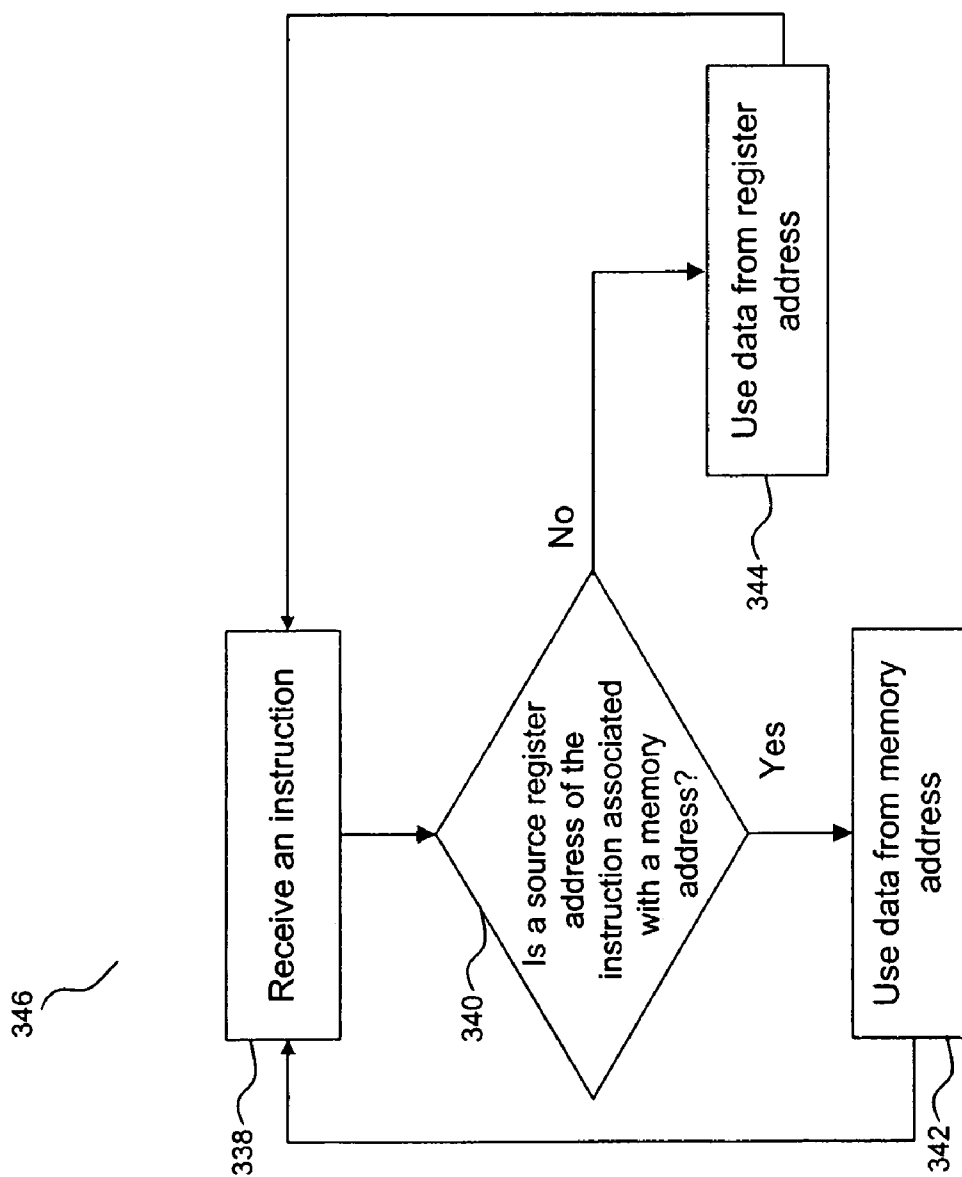 346
338
Receive an instruction
340
Is a source register
address of the
instruction associated
with a memory
address?
No
Yes
344
Use data from register
address
342
Use data from memory
address